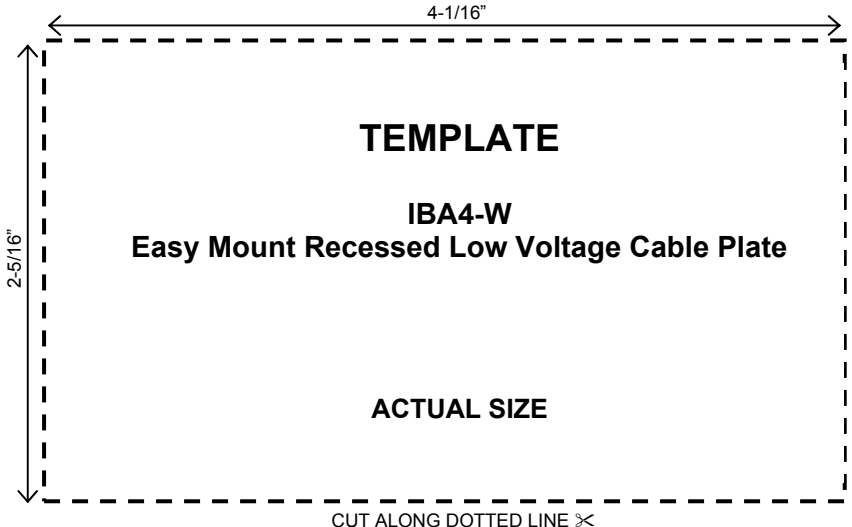 4-1/16”
2-5/16”
TEMPLATE
IBA4-W
Easy Mount Recessed Low Voltage Cable Plate
ACTUAL SIZE
CUT ALONG DOTTED LINE ✂